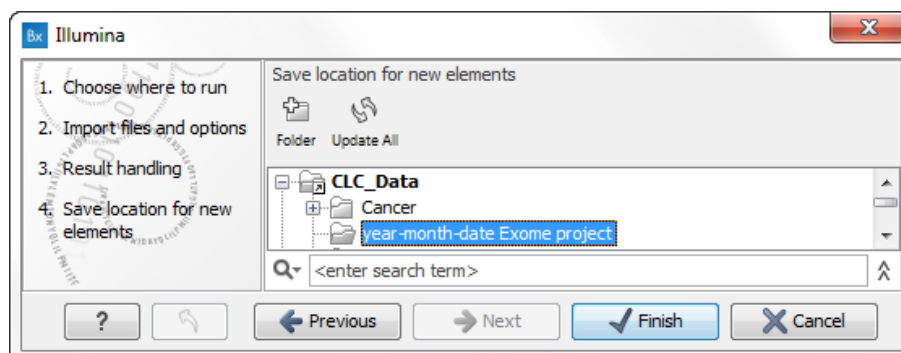 Bx Illumina
X
1. Choose where to run
2. Import files and options
3. Result handling
4. Save location for new
elements
Save location for new elements
Folder Update All
CLC_Data
Cancer
year-month-date Exome project
<enter search term>
? Previous Next Finish Cancel